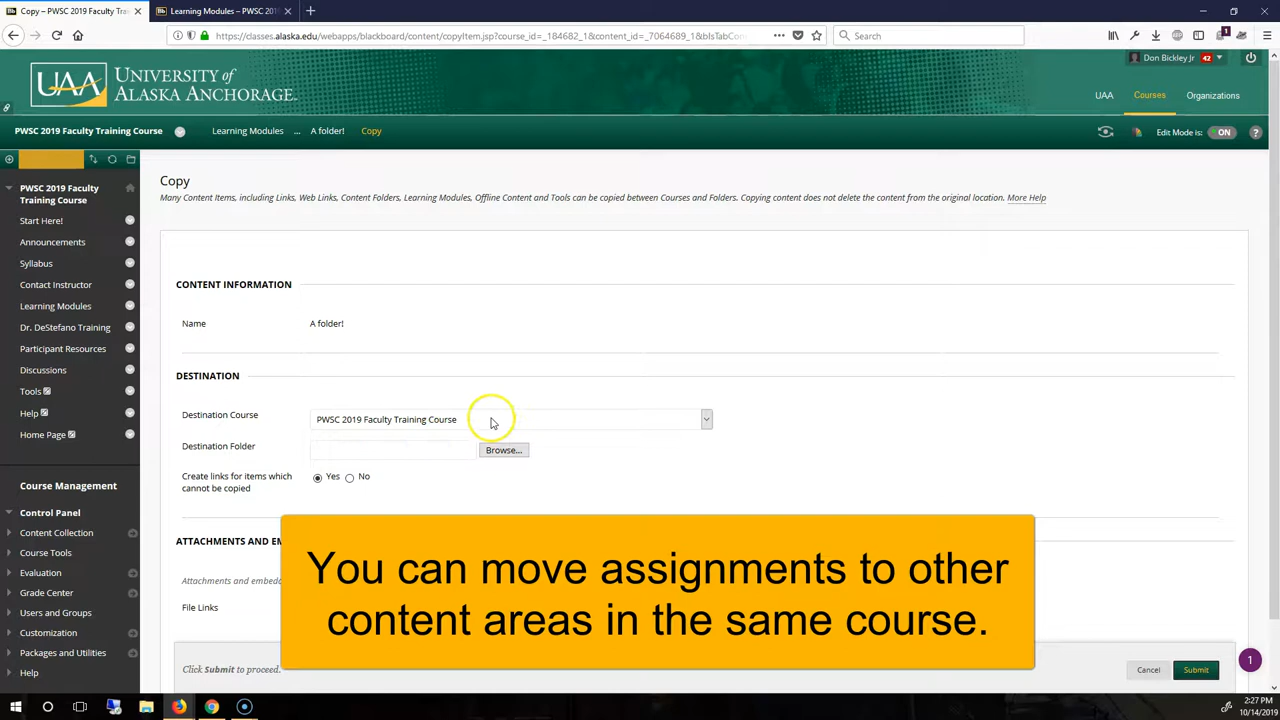 Copy – PWSC 2019 Faculty Trai
Learning Modules – PWSC 2019
https://classes.alaska.edu/webapps/blackboard/content/copyItem.jsp?course_id=_184682_1&content_id=_7064689_1&blsTabCon
Search
UAA
UNIVERSITY of
ALASKA ANCHORAGE.
Don Bickley Jr 42
UAA Courses Organizations
PWSC 2019 Faculty Training Course Learning Modules ... A folder! Copy Edit Mode is: ON ?
PWSC 2019 Faculty
Training Course
Start Here!
Announcements
Syllabus
Contact Instructor
Learning Modules
Dr. DeStefano Training
Participant Resources
Discussions
Tools
Help
Home Page
Course Management
Control Panel
Content Collection
Course Tools
Evaluation
Grade Center
Users and Groups
Customization
Packages and Utilities
Help
Copy
Many Content Items, including Links, Web Links, Content Folders, Learning Modules, Offline Content and Tools can be copied between Courses and Folders. Copying content does not delete the content from the original location. More Help
CONTENT INFORMATION
Name A folder!
DESTINATION
Destination Course PWSC 2019 Faculty Training Course
Destination Folder Browse...
Create links for items which Yes No
cannot be copied
ATTACHMENTS AND EM
Attachments and embedd
File Links
You can move assignments to other
content areas in the same course.
Click Submit to proceed. Cancel Submit
1
2:27 PM
10/14/2019